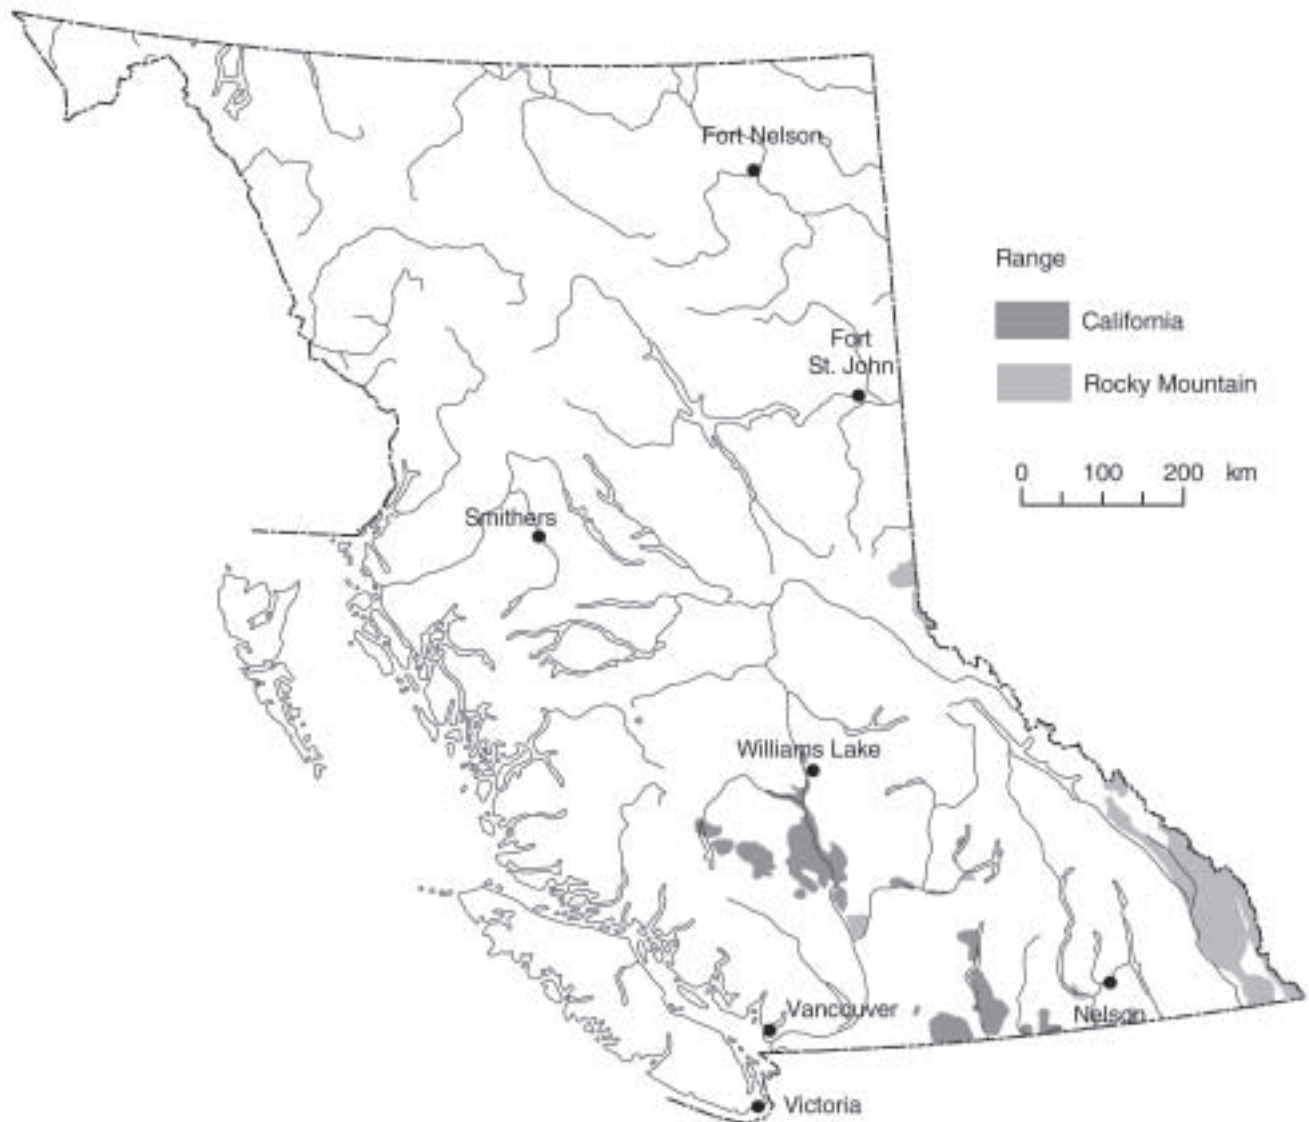 Fort Nelson
Range
California
Fort
St. John
Rocky Mountain
0 100 200 km
Smithers
Williams Lake
Vancouver
Nelson
Victoria